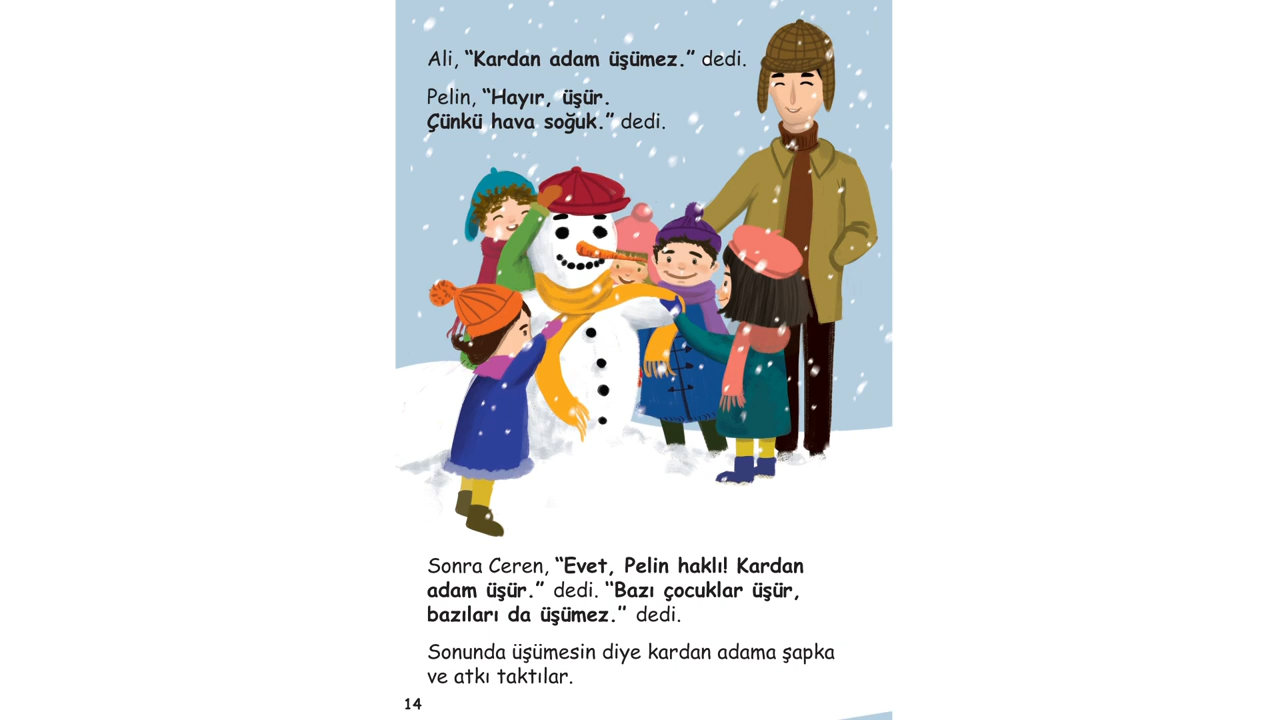 Ali, “Kardan adam üşümez.” dedi.
Pelin, “Hayır, üşür.
Çünkü hava soğuk.” dedi.
Sonra Ceren, “Evet, Pelin haklı! Kardan
adam üşür.” dedi. “Bazı çocuklar üşür,
bazıları da üşümez.” dedi.
Sonunda üşümesin diye kardan adama şapka
ve atkı taktılar.
14